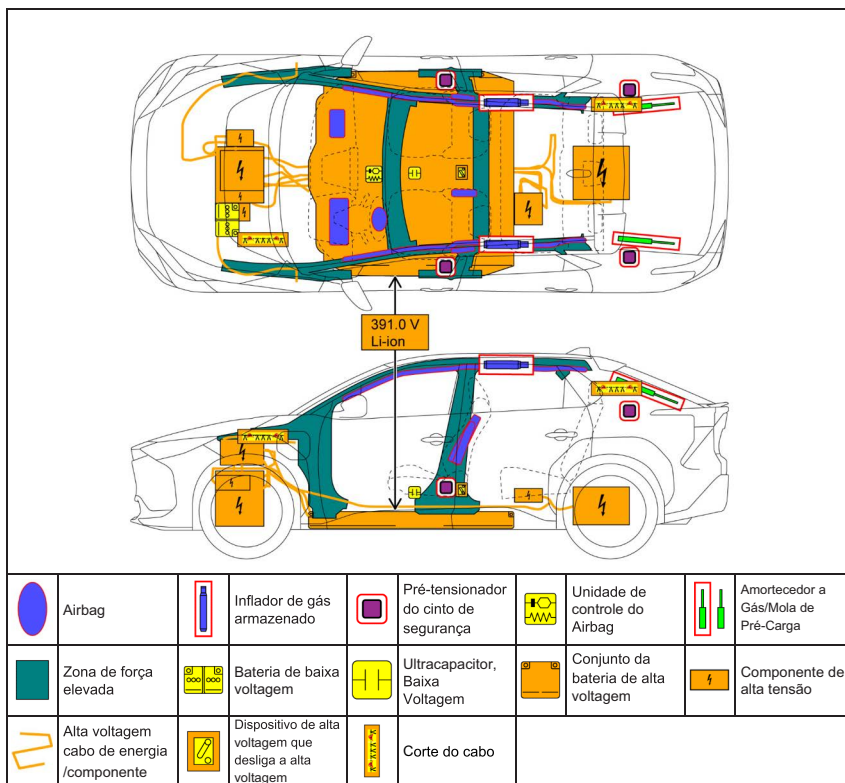 391.0 V
Li-ion
Airbag
Inflador de gás
armazenado
Pré-tensionador
do cinto de
segurança
Unidade de
controle do
Airbag
Amortecedor a
Gás/Mola de
Pré-Carga
Zona de força
elevada
Bateria de baixa
voltagem
Ultracapacitor,
Baixa
Voltagem
Conjunto da
bateria de alta
voltagem
Componente de
alta tensão
Alta voltagem
cabo de energia
/componente
Dispositivo de alta
voltagem que
desliga a alta
voltagem
Corte do cabo